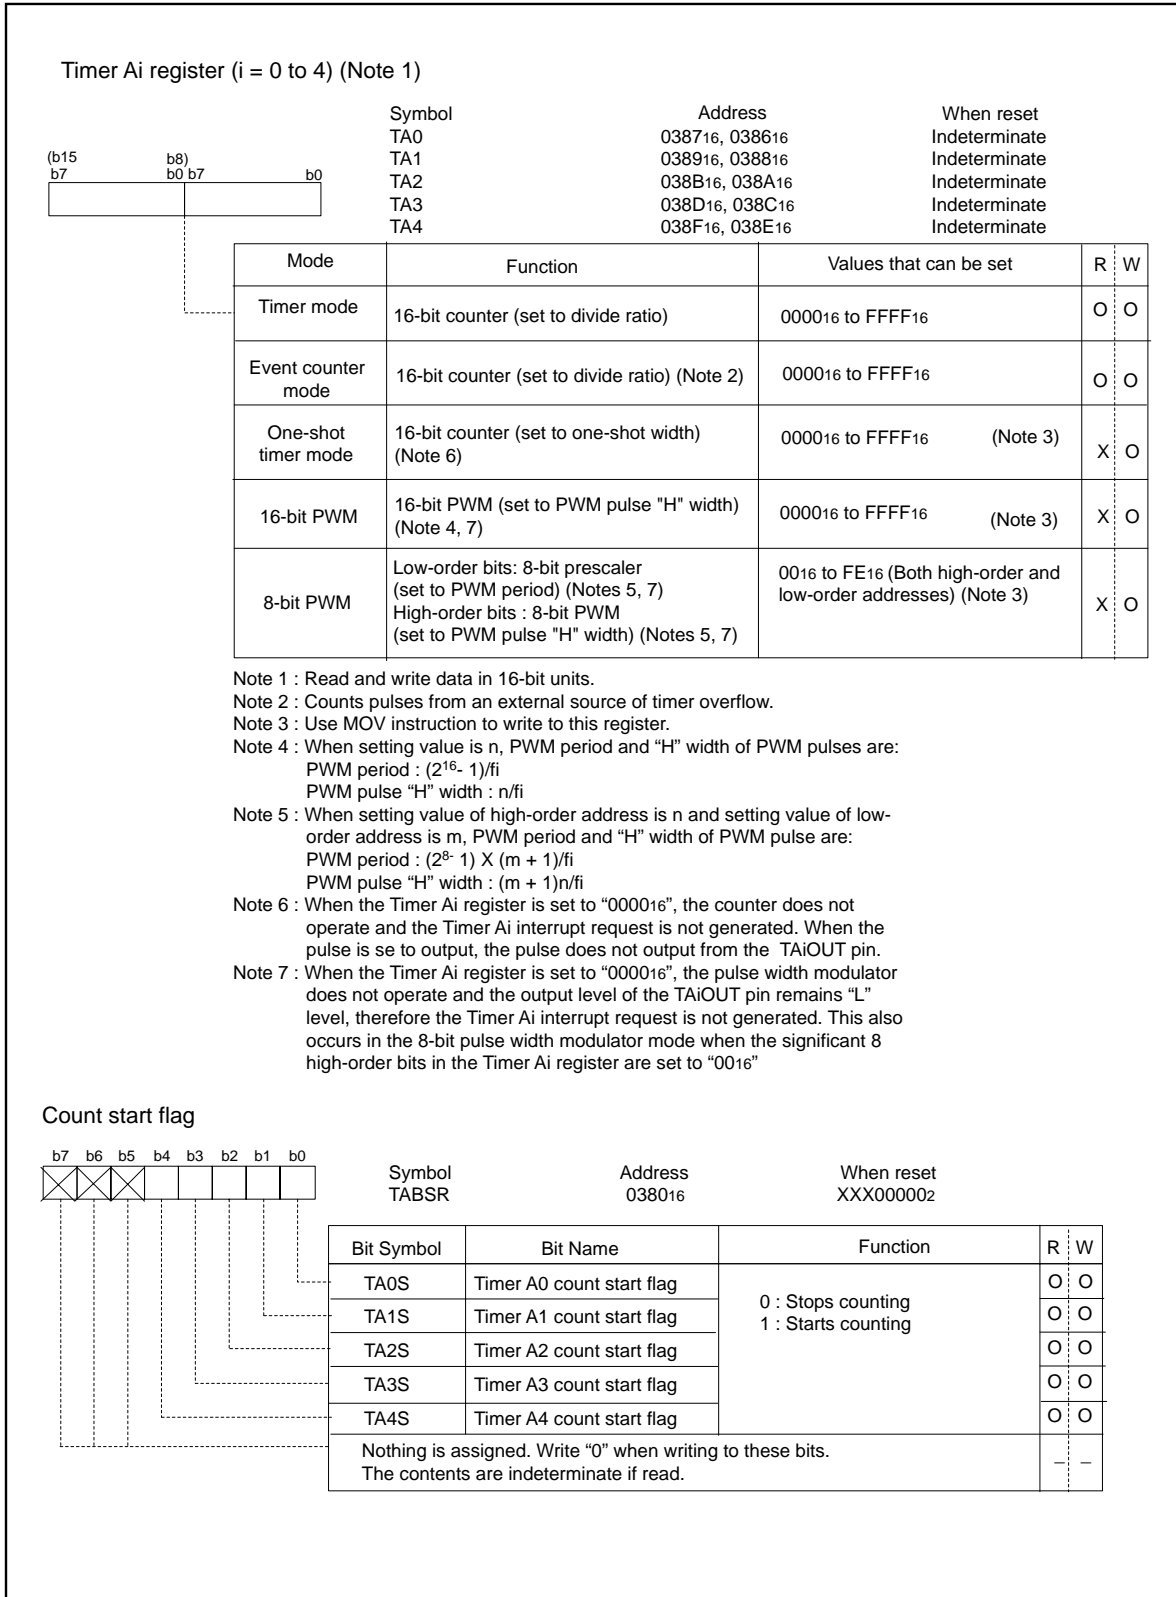 Timer Ai register (i = 0 to 4) (Note 1)
Symbol Address When reset
TA0 038716, 038616 Indeterminate
TA1 038916, 038816 Indeterminate
TA2 038B16, 038A16 Indeterminate
TA3 038D16, 038C16 Indeterminate
TA4 038F16, 038E16 Indeterminate
(b15 b8)
b7 b0 b7 b0
Mode Function Values that can be set R W
Timer mode 16-bit counter (set to divide ratio) 000016 to FFFF16 O O
Event counter
mode 16-bit counter (set to divide ratio) (Note 2) 000016 to FFFF16 O O
One-shot
timer mode 16-bit counter (set to one-shot width)
(Note 6) 000016 to FFFF16 (Note 3) X O
16-bit PWM 16-bit PWM (set to PWM pulse "H" width)
(Note 4, 7) 000016 to FFFF16 (Note 3) X O
8-bit PWM Low-order bits: 8-bit prescaler
(set to PWM period) (Notes 5, 7)
High-order bits : 8-bit PWM
(set to PWM pulse "H" width) (Notes 5, 7)
0016 to FE16 (Both high-order and
low-order addresses) (Note 3) X O
Note 1 : Read and write data in 16-bit units.
Note 2 : Counts pulses from an external source of timer overflow.
Note 3 : Use MOV instruction to write to this register.
Note 4 : When setting value is n, PWM period and “H” width of PWM pulses are:
PWM period : (2^16- 1)/fi
PWM pulse “H” width : n/fi
Note 5 : When setting value of high-order address is n and setting value of low-
order address is m, PWM period and “H” width of PWM pulse are:
PWM period : (2^8- 1) X (m + 1)/fi
PWM pulse “H” width : (m + 1)n/fi
Note 6 : When the Timer Ai register is set to “000016”, the counter does not
operate and the Timer Ai interrupt request is not generated. When the
pulse is se to output, the pulse does not output from the TAiOUT pin.
Note 7 : When the Timer Ai register is set to “000016”, the pulse width modulator
does not operate and the output level of the TAiOUT pin remains “L”
level, therefore the Timer Ai interrupt request is not generated. This also
occurs in the 8-bit pulse width modulator mode when the significant 8
high-order bits in the Timer Ai register are set to “0016”
Count start flag
b7 b6 b5 b4 b3 b2 b1 b0
Symbol Address When reset
TABSR 038016 XXX000002
Bit Symbol Bit Name Function R W
TA0S Timer A0 count start flag O O
0 : Stops counting
TA1S Timer A1 count start flag 1 : Starts counting O O
TA2S Timer A2 count start flag O O
TA3S Timer A3 count start flag O O
TA4S Timer A4 count start flag O O
Nothing is assigned. Write “0” when writing to these bits.
The contents are indeterminate if read. – –